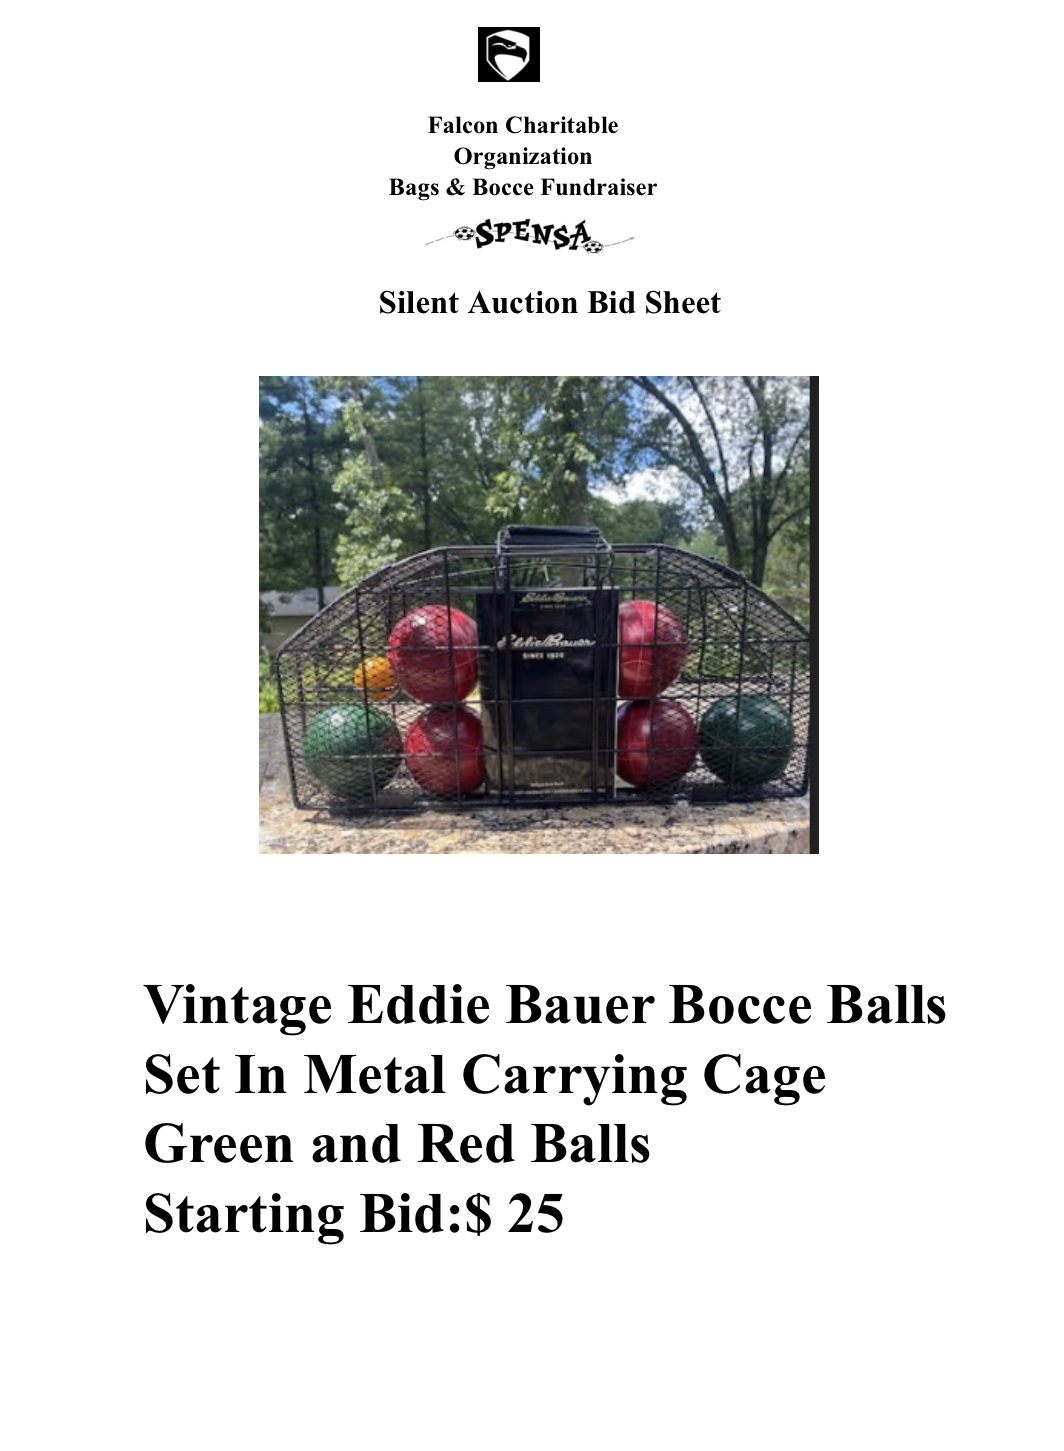 Falcon Charitable
Organization
Bags & Bocce Fundraiser
SPENSA
Silent Auction Bid Sheet
Eddie Bauer
Eddie Bauer
SINCE 1920
Vintage Eddie Bauer Bocce Balls
Set In Metal Carrying Cage
Green and Red Balls
Starting Bid:$ 25